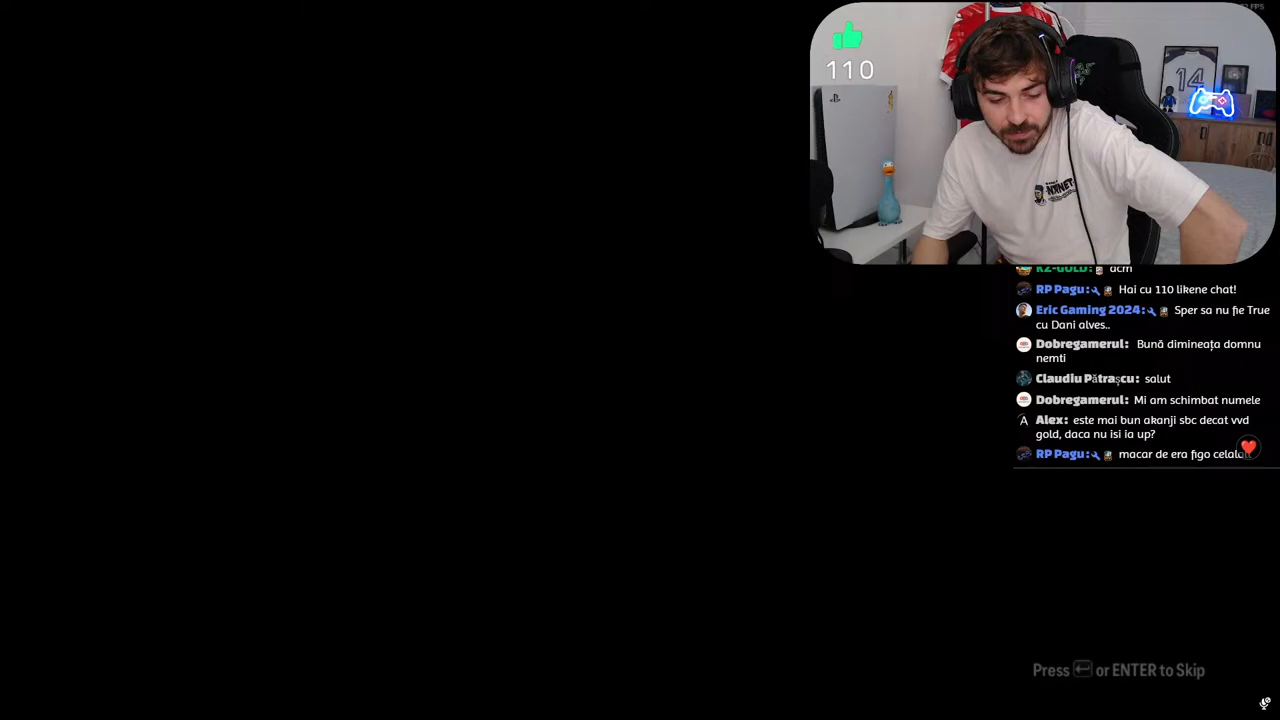 110
14
K2-GOLD: acm
RP Pagu: Hai cu 110 likene chat!
Eric Gaming 2024: Sper sa nu fie True
cu Dani alves..
Dobregamerul: Bună dimineața domnu
nemti
Claudiu Pătrașcu: salut
Dobregamerul: Mi am schimbat numele
A Alex: este mai bun akanji sbc decat vvd
gold, daca nu isi ia up?
RP Pagu: macar de era figo celalalt
Press or ENTER to Skip